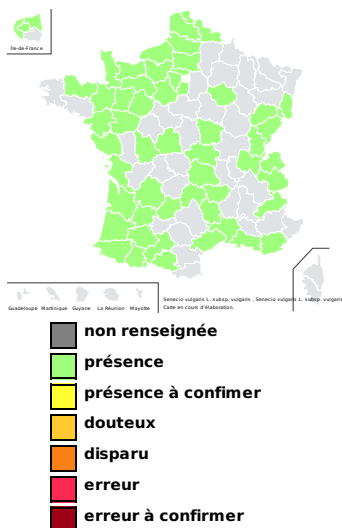 Île-de-France
Guadeloupe Martinique Guyane La Réunion Mayotte
Senecio vulgaris L. subsp. vulgaris , Senecio vulgaris L. subsp. vulgaris
Carte en cours d'élaboration.
non renseignée
présence
présence à confimer
douteux
disparu
erreur
erreur à confirmer